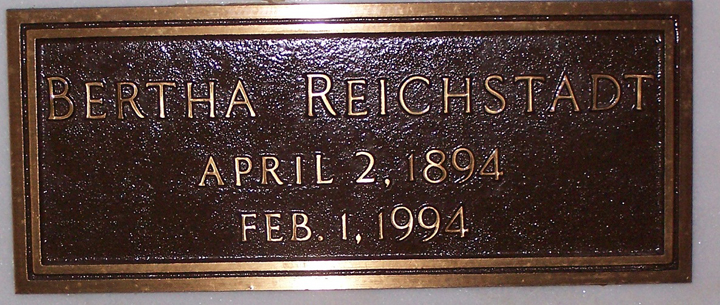 BERTHA REICHSTADT
APRIL 2, 1894
FEB. 1, 1994